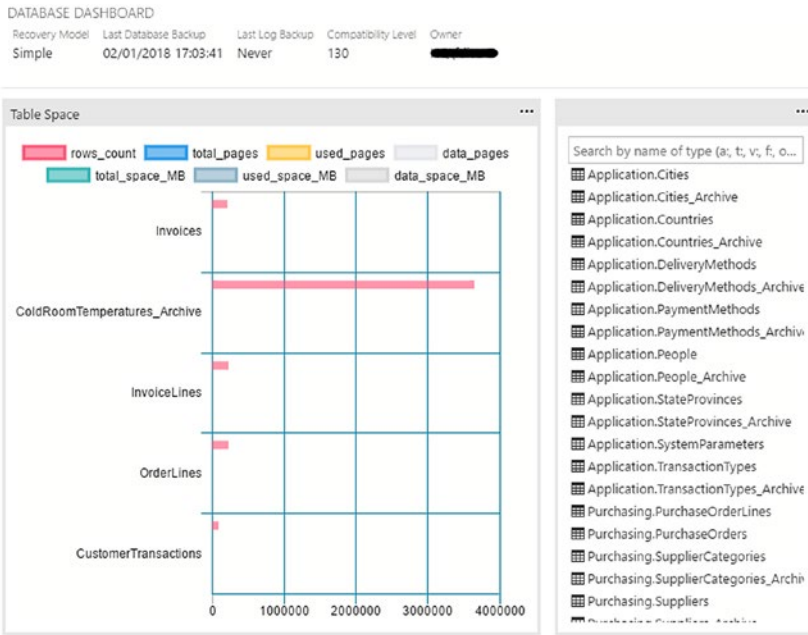 DATABASE DASHBOARD
Recovery Model Last Database Backup Last Log Backup Compatibility Level Owner
Simple 02/01/2018 17:03:41 Never 130
Table Space ...
...
rows_count total_pages used_pages data_pages
total_space_MB used_space_MB data_space_MB
Invoices
ColdRoomTemperatures_Archive
InvoiceLines
OrderLines
CustomerTransactions
0 1000000 2000000 3000000 4000000
Search by name of type (a:, t:, v:, f:, o...
Application.Cities
Application.Cities_Archive
Application.Countries
Application.Countries_Archive
Application.DeliveryMethods
Application.DeliveryMethods_Archive
Application.PaymentMethods
Application.PaymentMethods_Archiv
Application.People
Application.People_Archive
Application.StateProvinces
Application.StateProvinces_Archive
Application.SystemParameters
Application.TransactionTypes
Application.TransactionTypes_Archive
Purchasing.PurchaseOrderLines
Purchasing.PurchaseOrders
Purchasing.SupplierCategories
Purchasing.SupplierCategories_Archiv
Purchasing.Suppliers